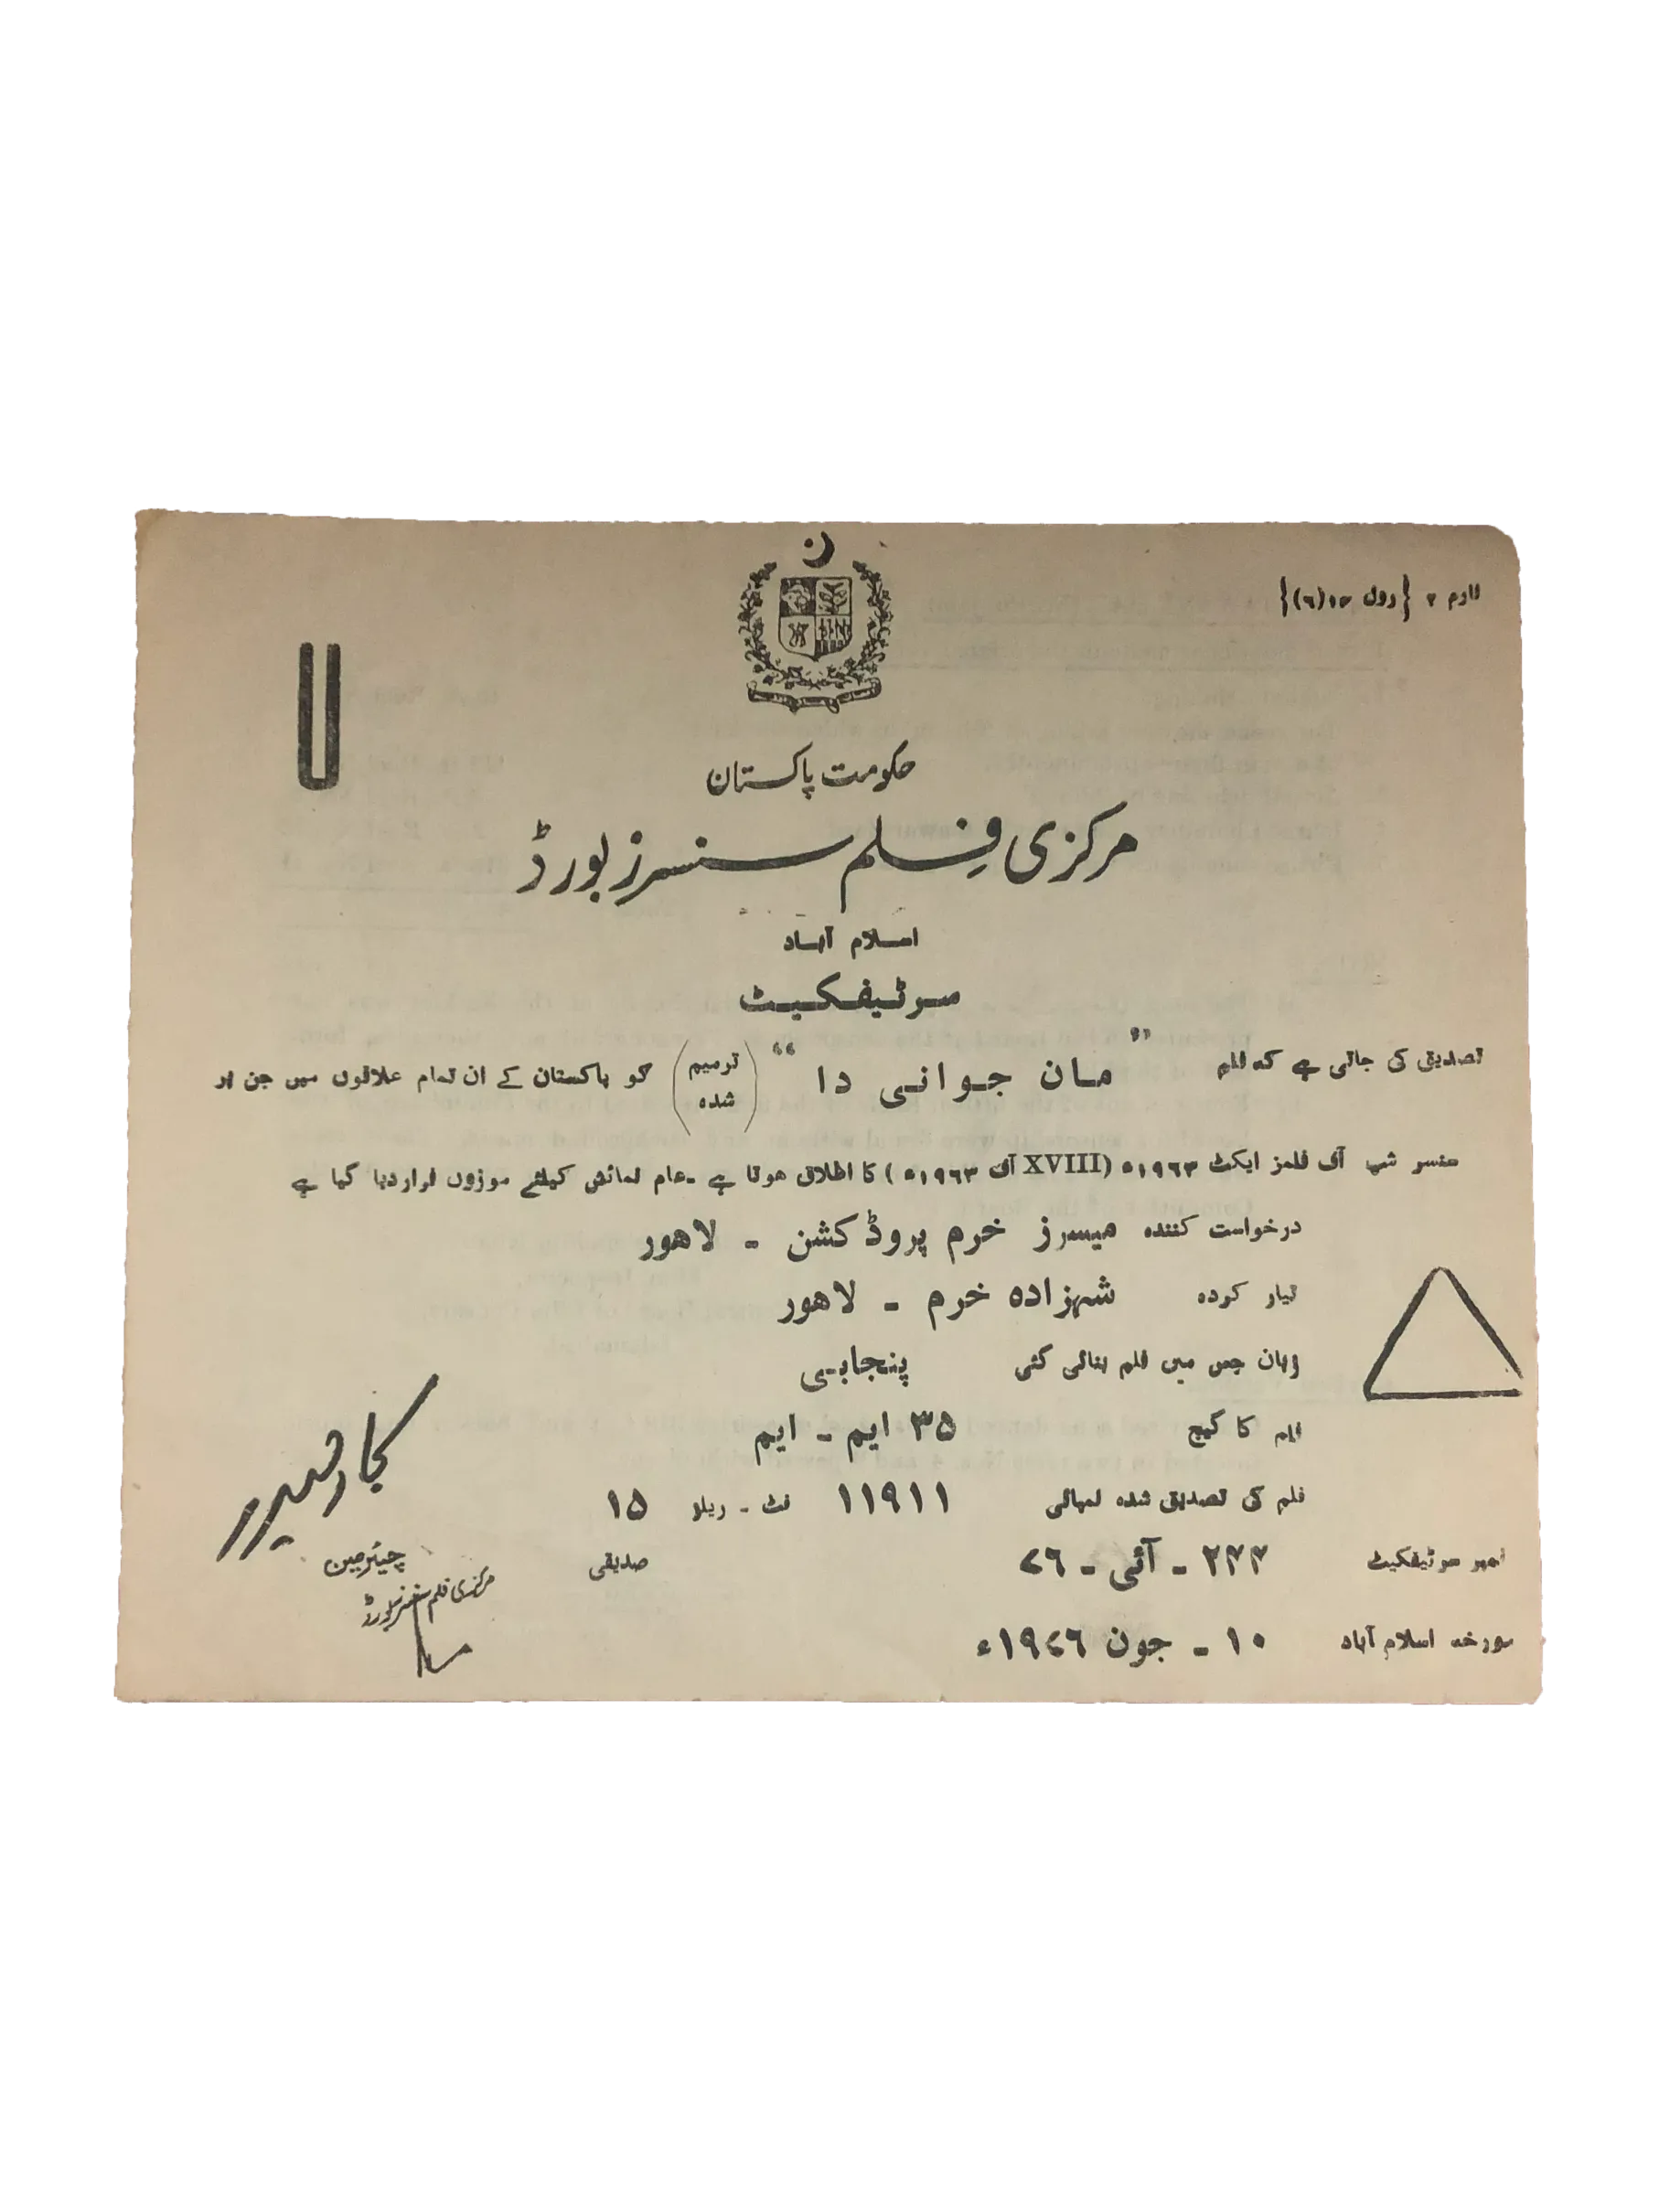 فارم ۲ {رول ۱۷(۶)}
U
حکومت پاکستان
مرکزی فلم سنسرز بورڈ
اسلام آباد
سرٹیفکیٹ
تصدیق کی جاتی ہے کہ فلم ”مان جوانی دا“ (ترمیم شدہ) کو پاکستان کے ان تمام علاقوں میں جن پر
سنسر شپ آف فلمز ایکٹ ۱۹۶۳ء (XVIII آف ۱۹۶۳ء) کا اطلاق ہوتا ہے ۔ عام نمائش کیلئے موزوں قرار دیا گیا ہے
درخواست کنندہ میسرز خرم پروڈکشن ۔ لاہور
تیار کردہ شہزادہ خرم ۔ لاہور
زبان جس میں فلم بنائی گئی پنجابی
فلم کا گیج ۳۵ ایم ۔ ایم
فلم کی تصدیق شدہ لمبائی ۱۱۹۱۱ فٹ ۔ ریلز ۱۵
نمبر سرٹیفکیٹ ۲۴۴ ۔ آئی ۔ ۷۶
صدیقی
مورخہ اسلام آباد ۱۰ ۔ جون ۱۹۷۶ء
چیئرمین
مرکزی فلم سنسرز بورڈ